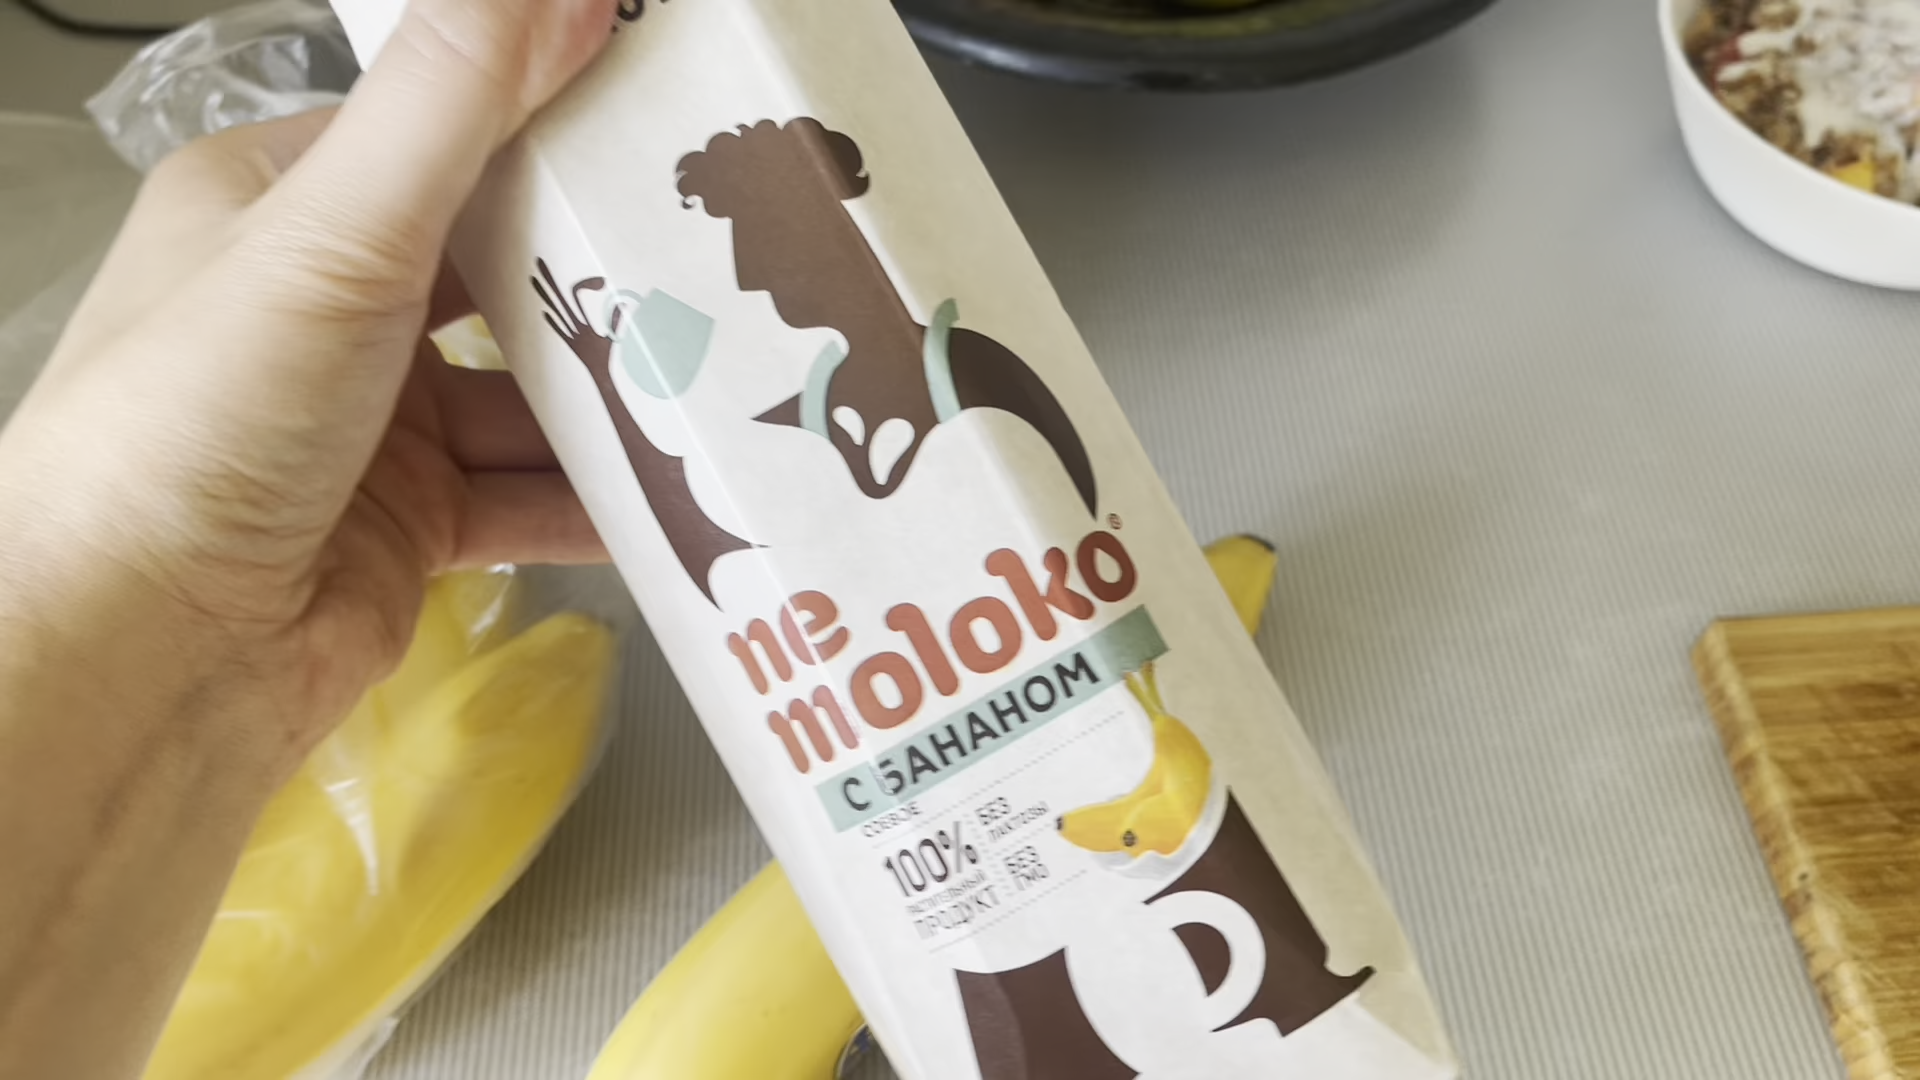 ne
moloko®
С БАНАНОМ
СОЕВОЕ
100%
РАСТИТЕЛЬНЫЙ
ПРОДУКТ
БЕЗ
ЛАКТОЗЫ
БЕЗ
ГМО